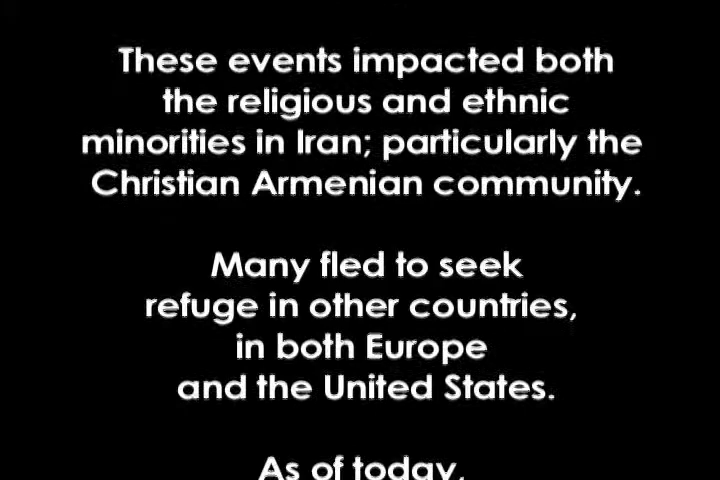 These events impacted both
the religious and ethnic
minorities in Iran; particularly the
Christian Armenian community.
Many fled to seek
refuge in other countries,
in both Europe
and the United States.
As of today,